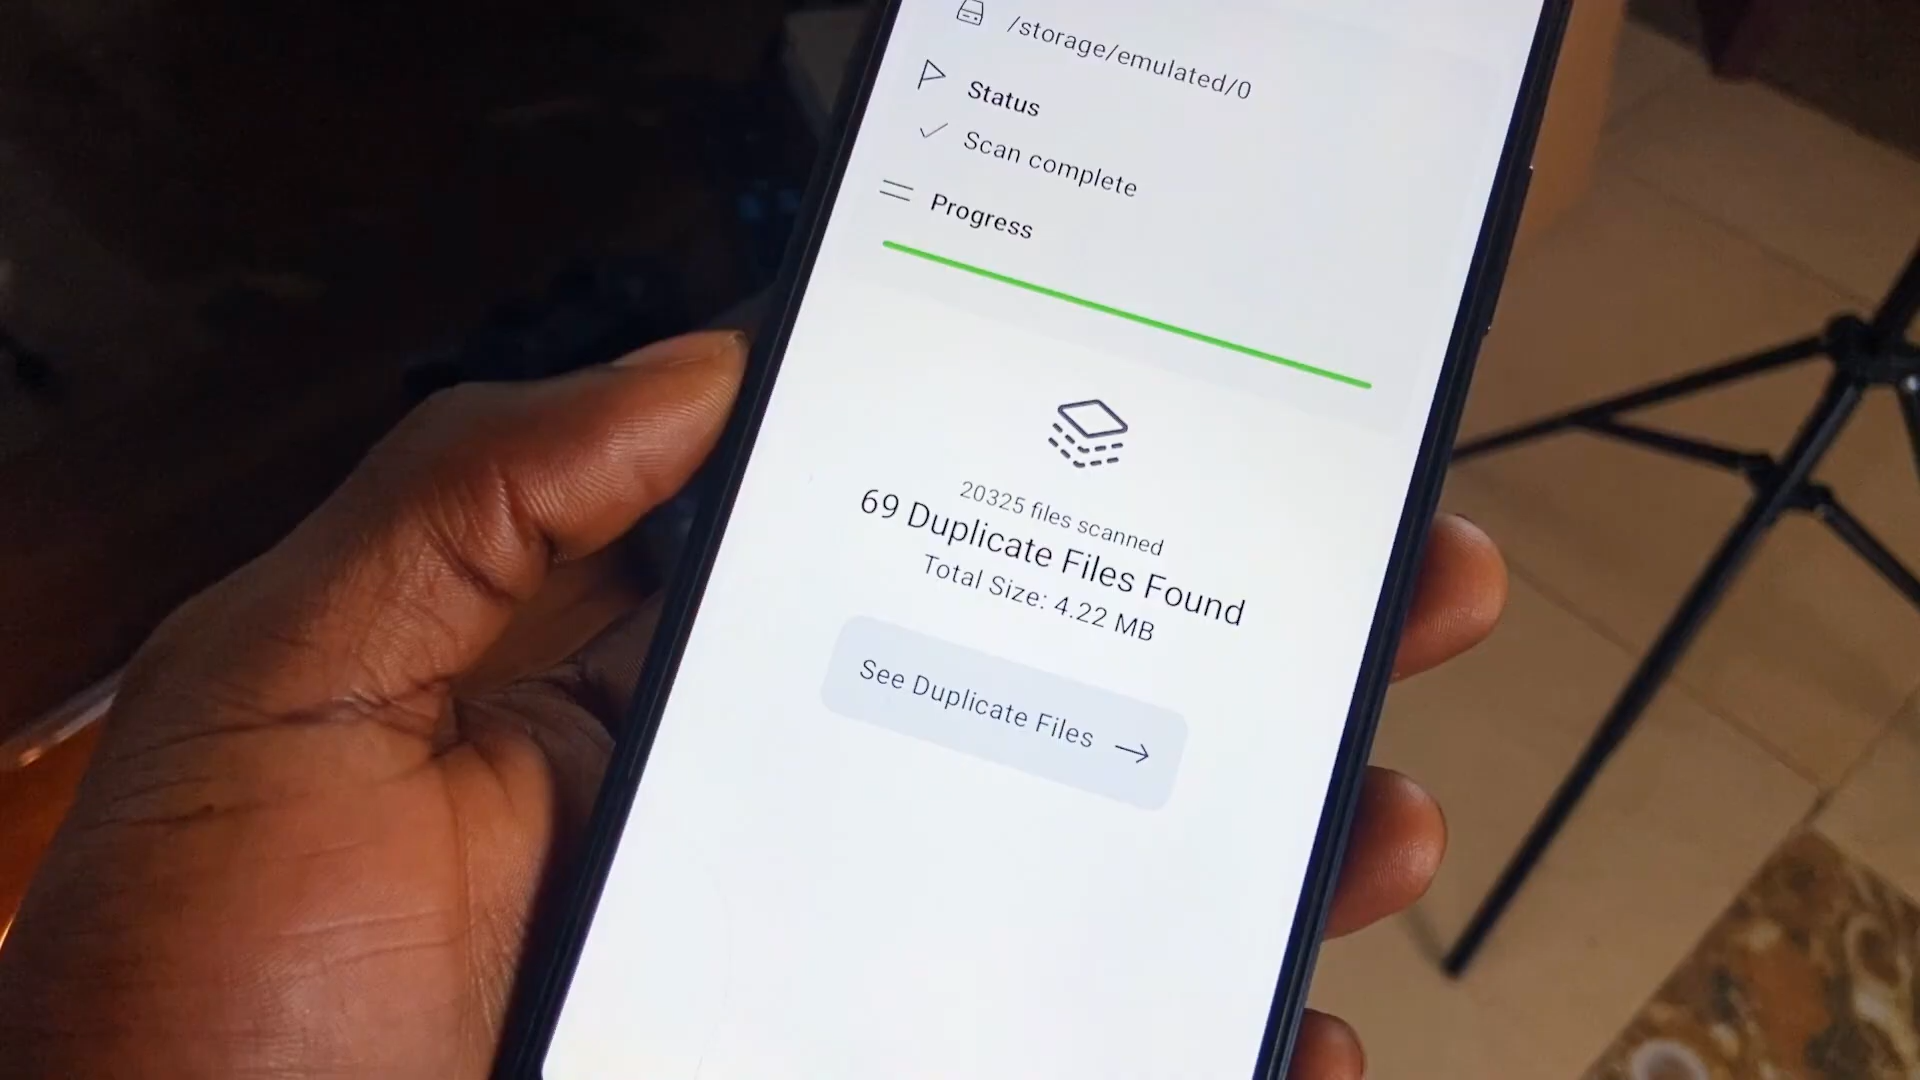 /storage/emulated/0
Status
Scan complete
Progress
20325 files scanned
69 Duplicate Files Found
Total Size: 4.22 MB
See Duplicate Files →